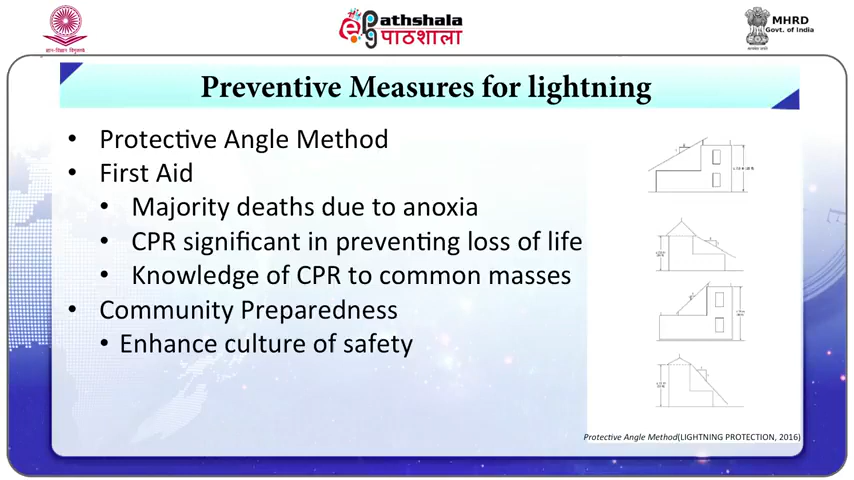 ज्ञान-विज्ञान विमुक्तये
epathshala
पाठशाला
MHRD
Govt. of India
Preventive Measures for lightning
• Protective Angle Method
• First Aid
• Majority deaths due to anoxia
• CPR significant in preventing loss of life
• Knowledge of CPR to common masses
• Community Preparedness
• Enhance culture of safety
Protective Angle Method(LIGHTNING PROTECTION, 2016)